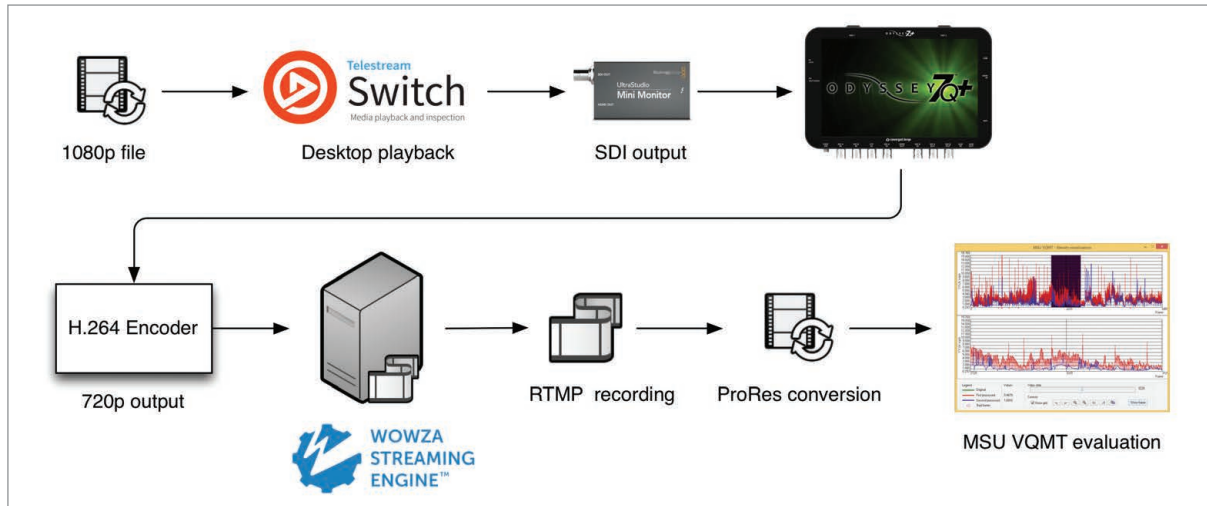 Telestream
Switch
Media playback and inspection
UltraStudio
Mini Monitor
ODYSSEY7Q+
1080p file
Desktop playback
SDI output
H.264 Encoder
720p output
WOWZA
STREAMING
ENGINE™
RTMP recording
ProRes conversion
MSU VQMT evaluation